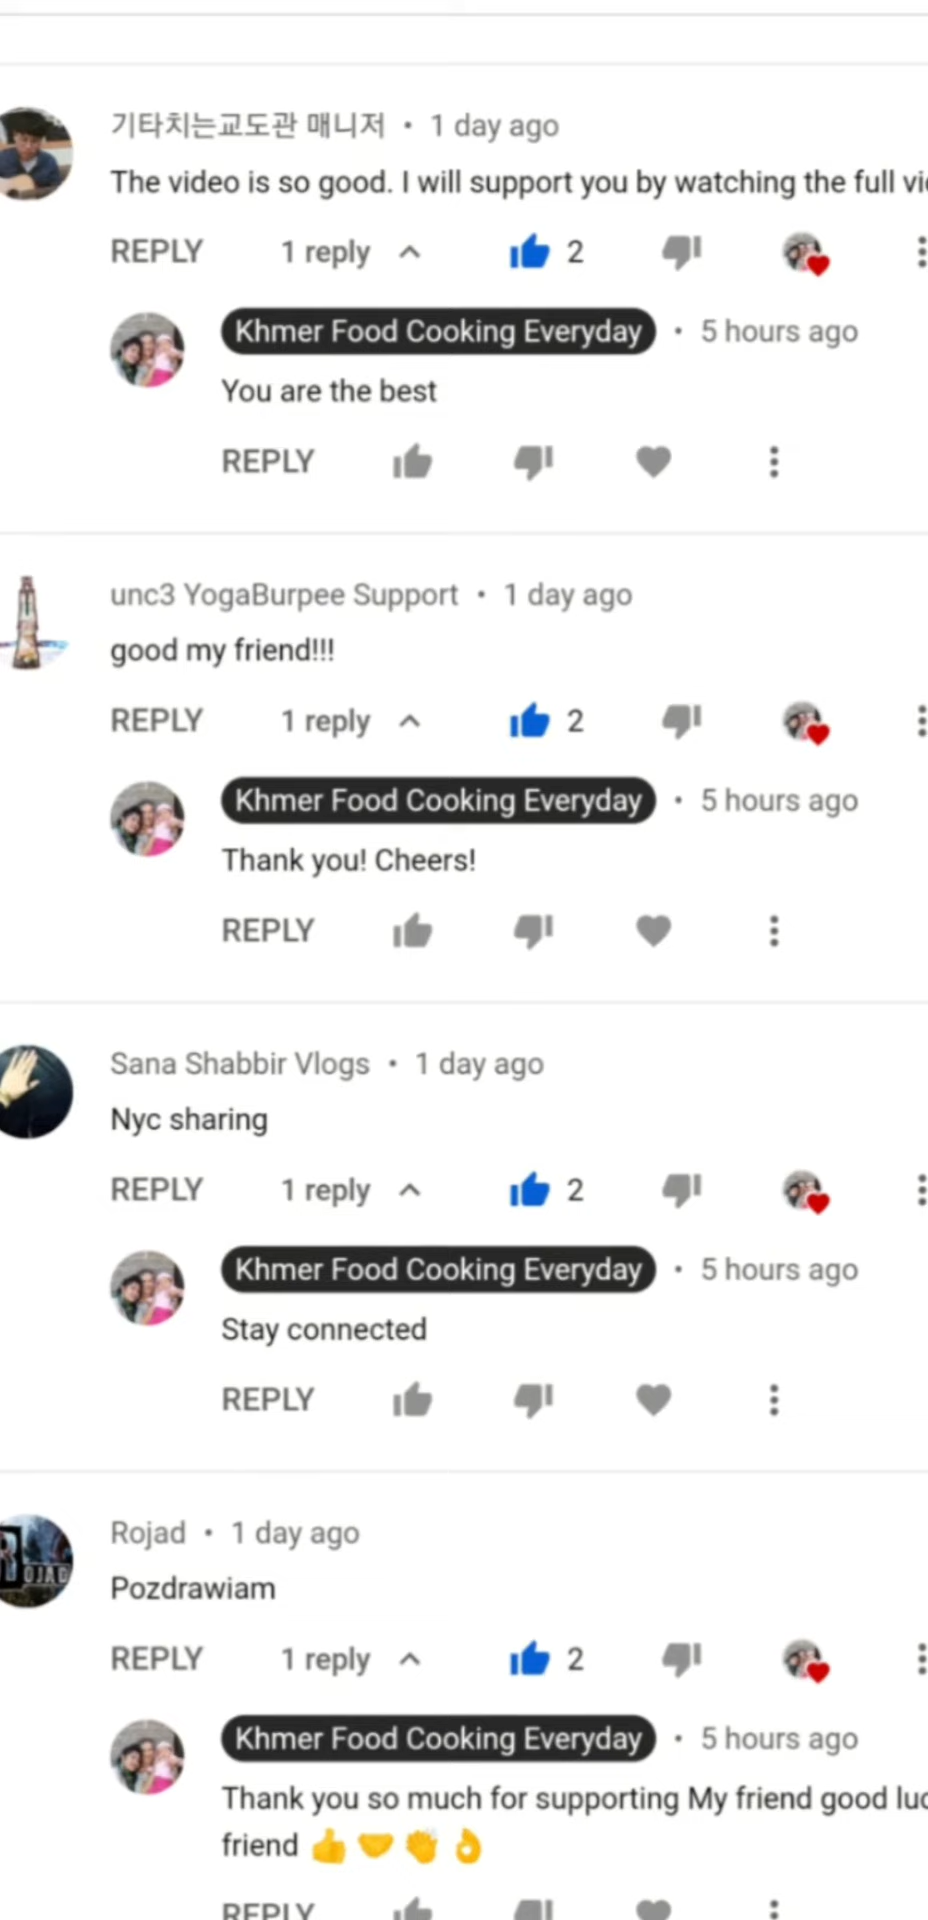 기타치는교도관 매니저 • 1 day ago
The video is so good. I will support you by watching the full
REPLY 1 reply 2
Khmer Food Cooking Everyday • 5 hours ago
You are the best
REPLY
unc3 YogaBurpee Support • 1 day ago
good my friend!!!
REPLY 1 reply 2
Khmer Food Cooking Everyday • 5 hours ago
Thank you! Cheers!
REPLY
Sana Shabbir Vlogs • 1 day ago
Nyc sharing
REPLY 1 reply 2
Khmer Food Cooking Everyday • 5 hours ago
Stay connected
REPLY
Rojad • 1 day ago
Pozdrawiam
REPLY 1 reply 2
Khmer Food Cooking Everyday • 5 hours ago
Thank you so much for supporting My friend good
friend 👍🤝👏👌
REPLY